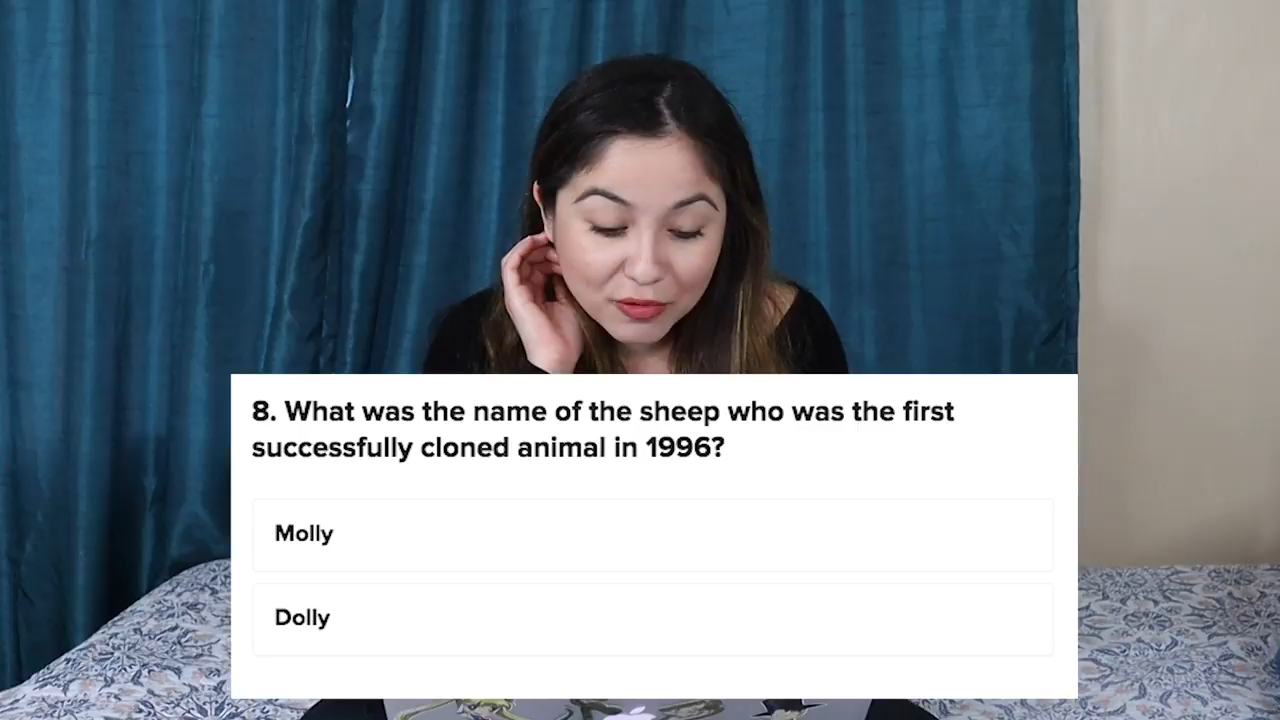 8. What was the name of the sheep who was the first
successfully cloned animal in 1996?
Molly
Dolly